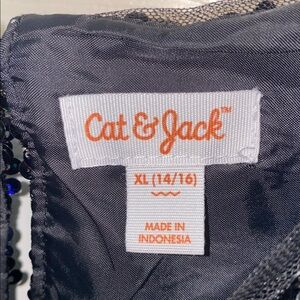 Cat & Jack™
XL (14/16)
MADE IN
INDONESIA